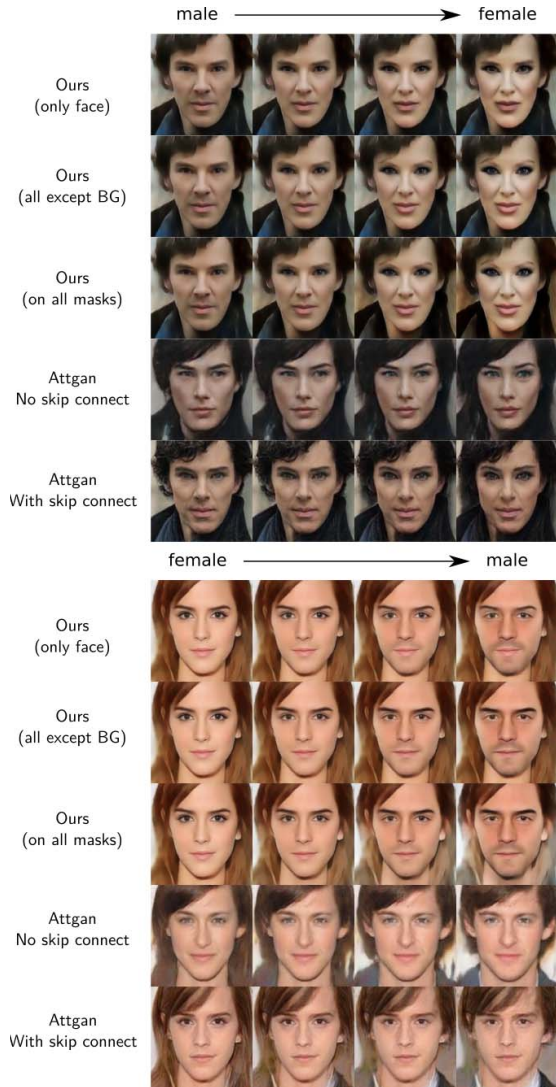 male
female
Ours
(only face)
Ours
(all except BG)
Ours
(on all masks)
Attgan
No skip connect
Attgan
With skip connect
female
male
Ours
(only face)
Ours
(all except BG)
Ours
(on all masks)
Attgan
No skip connect
Attgan
With skip connect